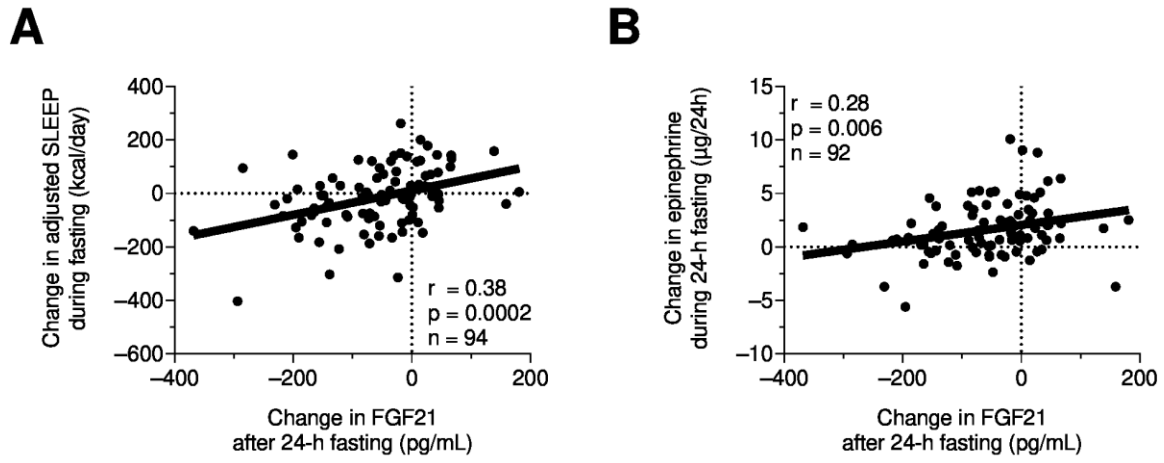 A
Change in adjusted SLEEP
during fasting (kcal/day)
400
200
0
–200
–400
–600
r = 0.38
p = 0.0002
n = 94
–400
–200
0
200
Change in FGF21
after 24-h fasting (pg/mL)
B
Change in epinephrine
during 24-h fasting (µg/24h)
15
10
5
0
–5
–10
r = 0.28
p = 0.006
n = 92
–400
–200
0
200
Change in FGF21
after 24-h fasting (pg/mL)